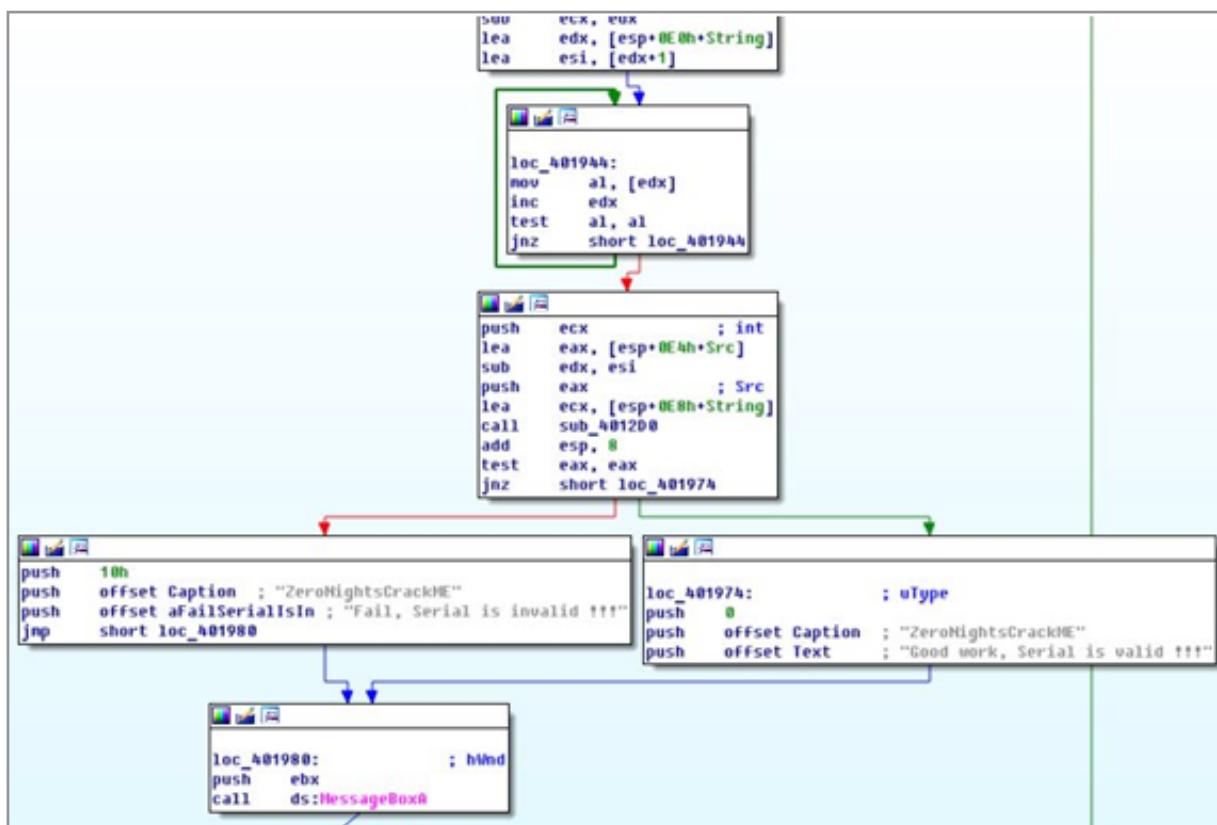 sub ecx, eax
lea edx, [esp+0E0h+String]
lea esi, [edx+1]
loc_401944:
mov al, [edx]
inc edx
test al, al
jnz short loc_401944
push ecx ; int
lea eax, [esp+0E4h+Src]
sub edx, esi
push eax ; Src
lea ecx, [esp+0E8h+String]
call sub_4012D0
add esp, 8
test eax, eax
jnz short loc_401974
push 10h
push offset Caption ; "ZeroNightsCrackME"
push offset aFailSerialIsIn ; "Fail, Serial is invalid !!!"
jmp short loc_401980
loc_401974: ; uType
push 0
push offset Caption ; "ZeroNightsCrackME"
push offset Text ; "Good work, Serial is valid !!!"
loc_401980: ; hWnd
push ebx
call ds:MessageBoxA